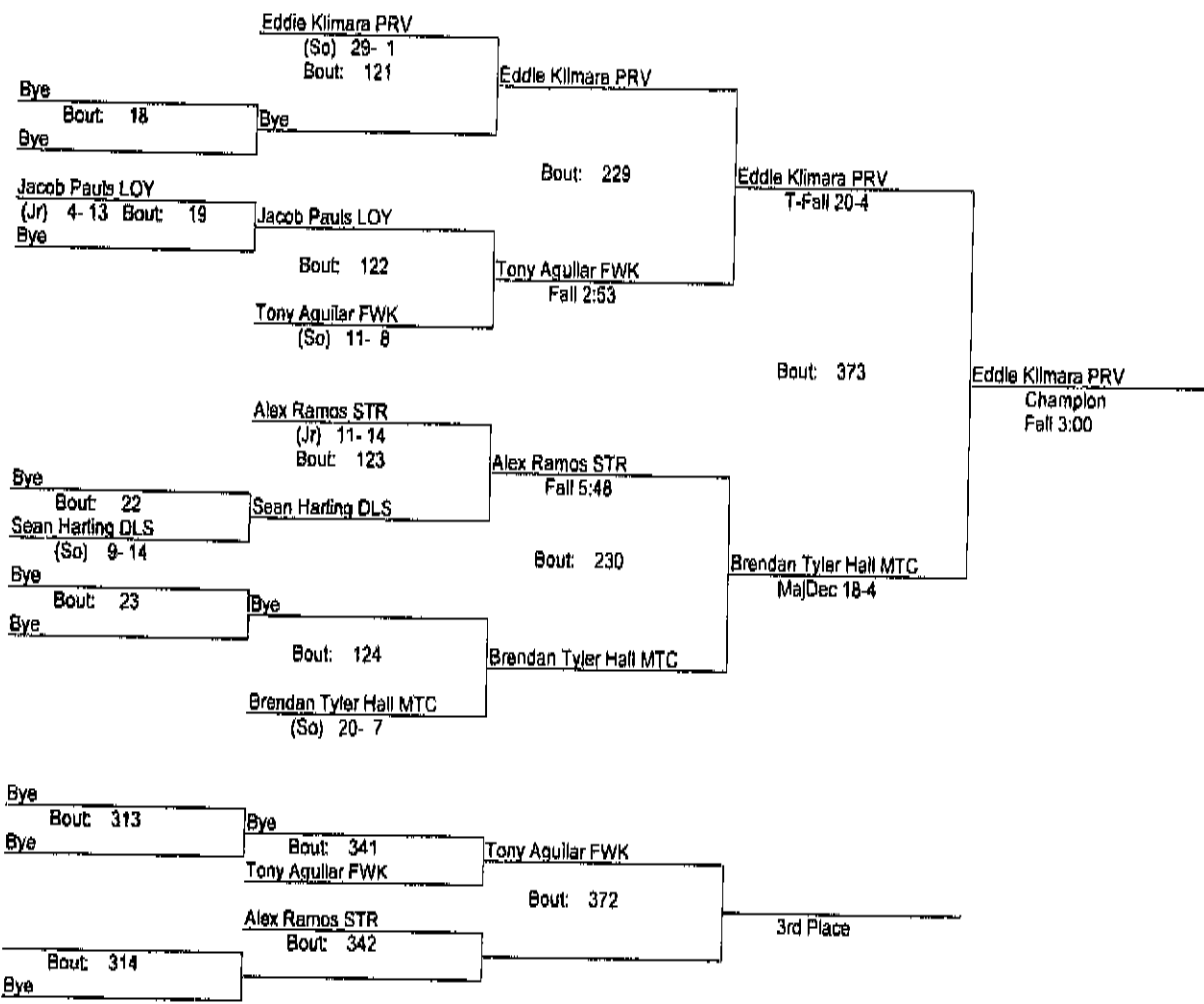 Eddie Klimara PRV
(So) 29- 1
Bout: 121
Eddie Klimara PRV
Bye
Bout: 18
Bye
Bye
Bout: 229
Eddie Klimara PRV
T-Fall 20-4
Jacob Pauls LOY
(Jr) 4- 13 Bout: 19
Bye
Jacob Pauls LOY
Bout: 122
Tony Aguilar FWK
Fall 2:53
Tony Aguilar FWK
(So) 11- 8
Bout: 373
Eddie Klimara PRV
Champion
Fall 3:00
Alex Ramos STR
(Jr) 11- 14
Bout: 123
Alex Ramos STR
Fall 5:48
Bye
Bout: 22
Sean Harling DLS
Sean Harling DLS
(So) 9- 14
Bout: 230
Brendan Tyler Hall MTC
MajDec 18-4
Bye
Bout: 23
Bye
Bye
Bout: 124
Brendan Tyler Hall MTC
Brendan Tyler Hall MTC
(So) 20- 7
Bye
Bout: 313
Bye
Bye
Bout: 341
Tony Aguilar FWK
Tony Aguilar FWK
Bout: 372
3rd Place
Alex Ramos STR
Bout: 342
Bout: 314
Bye